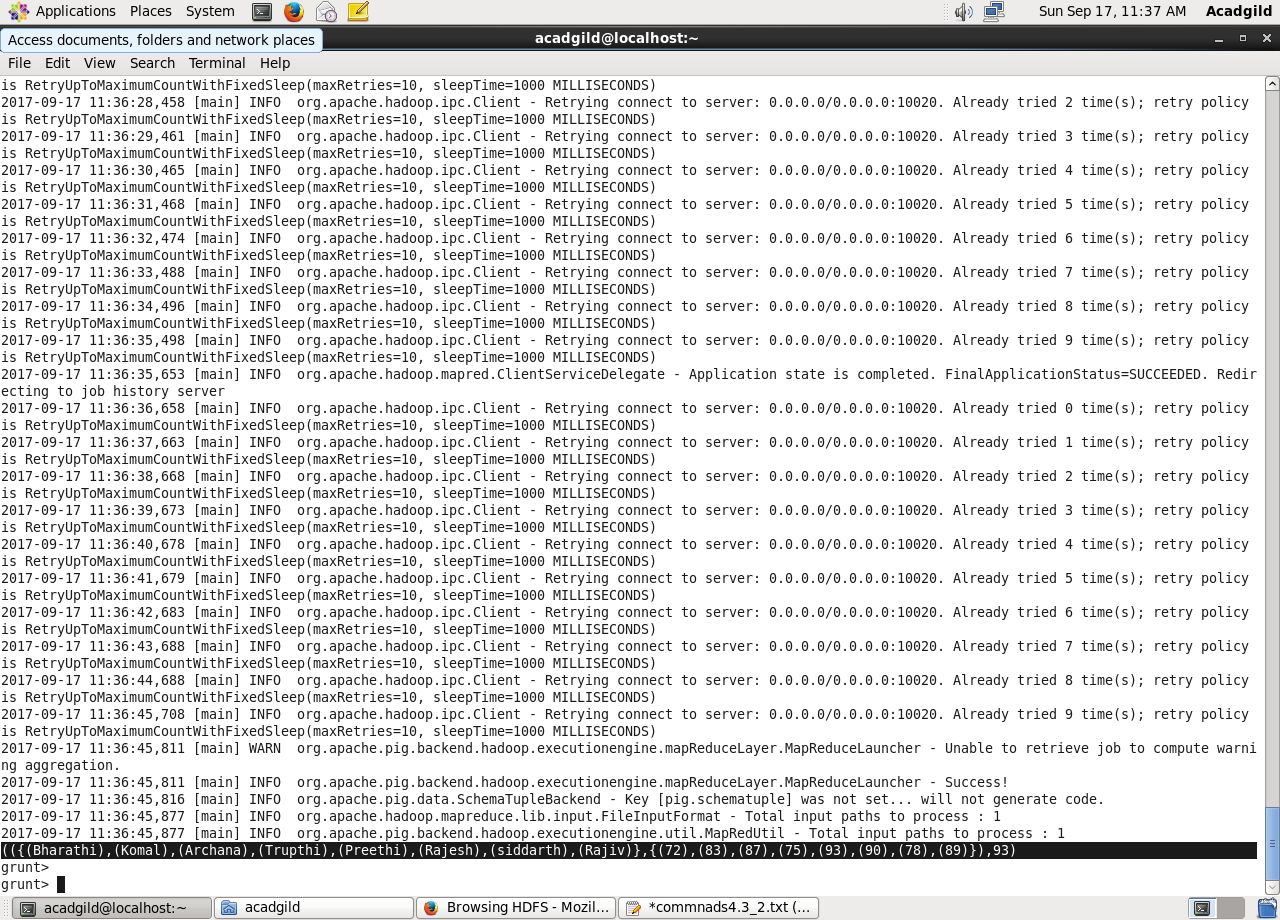 Applications Places System Sun Sep 17, 11:37 AM Acadgild
Access documents, folders and network places
acadgild@localhost:~
File Edit View Search Terminal Help
is RetryUpToMaximumCountWithFixedSleep(maxRetries=10, sleepTime=1000 MILLISECONDS)
2017-09-17 11:36:28,458 [main] INFO  org.apache.hadoop.ipc.Client - Retrying connect to server: 0.0.0.0/0.0.0.0:10020. Already tried 2 time(s); retry policy
is RetryUpToMaximumCountWithFixedSleep(maxRetries=10, sleepTime=1000 MILLISECONDS)
2017-09-17 11:36:29,461 [main] INFO  org.apache.hadoop.ipc.Client - Retrying connect to server: 0.0.0.0/0.0.0.0:10020. Already tried 3 time(s); retry policy
is RetryUpToMaximumCountWithFixedSleep(maxRetries=10, sleepTime=1000 MILLISECONDS)
2017-09-17 11:36:30,465 [main] INFO  org.apache.hadoop.ipc.Client - Retrying connect to server: 0.0.0.0/0.0.0.0:10020. Already tried 4 time(s); retry policy
is RetryUpToMaximumCountWithFixedSleep(maxRetries=10, sleepTime=1000 MILLISECONDS)
2017-09-17 11:36:31,468 [main] INFO  org.apache.hadoop.ipc.Client - Retrying connect to server: 0.0.0.0/0.0.0.0:10020. Already tried 5 time(s); retry policy
is RetryUpToMaximumCountWithFixedSleep(maxRetries=10, sleepTime=1000 MILLISECONDS)
2017-09-17 11:36:32,474 [main] INFO  org.apache.hadoop.ipc.Client - Retrying connect to server: 0.0.0.0/0.0.0.0:10020. Already tried 6 time(s); retry policy
is RetryUpToMaximumCountWithFixedSleep(maxRetries=10, sleepTime=1000 MILLISECONDS)
2017-09-17 11:36:33,488 [main] INFO  org.apache.hadoop.ipc.Client - Retrying connect to server: 0.0.0.0/0.0.0.0:10020. Already tried 7 time(s); retry policy
is RetryUpToMaximumCountWithFixedSleep(maxRetries=10, sleepTime=1000 MILLISECONDS)
2017-09-17 11:36:34,496 [main] INFO  org.apache.hadoop.ipc.Client - Retrying connect to server: 0.0.0.0/0.0.0.0:10020. Already tried 8 time(s); retry policy
is RetryUpToMaximumCountWithFixedSleep(maxRetries=10, sleepTime=1000 MILLISECONDS)
2017-09-17 11:36:35,498 [main] INFO  org.apache.hadoop.ipc.Client - Retrying connect to server: 0.0.0.0/0.0.0.0:10020. Already tried 9 time(s); retry policy
is RetryUpToMaximumCountWithFixedSleep(maxRetries=10, sleepTime=1000 MILLISECONDS)
2017-09-17 11:36:35,653 [main] INFO  org.apache.hadoop.mapred.ClientServiceDelegate - Application state is completed. FinalApplicationStatus=SUCCEEDED. Redir
ecting to job history server
2017-09-17 11:36:36,658 [main] INFO  org.apache.hadoop.ipc.Client - Retrying connect to server: 0.0.0.0/0.0.0.0:10020. Already tried 0 time(s); retry policy
is RetryUpToMaximumCountWithFixedSleep(maxRetries=10, sleepTime=1000 MILLISECONDS)
2017-09-17 11:36:37,663 [main] INFO  org.apache.hadoop.ipc.Client - Retrying connect to server: 0.0.0.0/0.0.0.0:10020. Already tried 1 time(s); retry policy
is RetryUpToMaximumCountWithFixedSleep(maxRetries=10, sleepTime=1000 MILLISECONDS)
2017-09-17 11:36:38,668 [main] INFO  org.apache.hadoop.ipc.Client - Retrying connect to server: 0.0.0.0/0.0.0.0:10020. Already tried 2 time(s); retry policy
is RetryUpToMaximumCountWithFixedSleep(maxRetries=10, sleepTime=1000 MILLISECONDS)
2017-09-17 11:36:39,673 [main] INFO  org.apache.hadoop.ipc.Client - Retrying connect to server: 0.0.0.0/0.0.0.0:10020. Already tried 3 time(s); retry policy
is RetryUpToMaximumCountWithFixedSleep(maxRetries=10, sleepTime=1000 MILLISECONDS)
2017-09-17 11:36:40,678 [main] INFO  org.apache.hadoop.ipc.Client - Retrying connect to server: 0.0.0.0/0.0.0.0:10020. Already tried 4 time(s); retry policy
is RetryUpToMaximumCountWithFixedSleep(maxRetries=10, sleepTime=1000 MILLISECONDS)
2017-09-17 11:36:41,679 [main] INFO  org.apache.hadoop.ipc.Client - Retrying connect to server: 0.0.0.0/0.0.0.0:10020. Already tried 5 time(s); retry policy
is RetryUpToMaximumCountWithFixedSleep(maxRetries=10, sleepTime=1000 MILLISECONDS)
2017-09-17 11:36:42,683 [main] INFO  org.apache.hadoop.ipc.Client - Retrying connect to server: 0.0.0.0/0.0.0.0:10020. Already tried 6 time(s); retry policy
is RetryUpToMaximumCountWithFixedSleep(maxRetries=10, sleepTime=1000 MILLISECONDS)
2017-09-17 11:36:43,688 [main] INFO  org.apache.hadoop.ipc.Client - Retrying connect to server: 0.0.0.0/0.0.0.0:10020. Already tried 7 time(s); retry policy
is RetryUpToMaximumCountWithFixedSleep(maxRetries=10, sleepTime=1000 MILLISECONDS)
2017-09-17 11:36:44,688 [main] INFO  org.apache.hadoop.ipc.Client - Retrying connect to server: 0.0.0.0/0.0.0.0:10020. Already tried 8 time(s); retry policy
is RetryUpToMaximumCountWithFixedSleep(maxRetries=10, sleepTime=1000 MILLISECONDS)
2017-09-17 11:36:45,708 [main] INFO  org.apache.hadoop.ipc.Client - Retrying connect to server: 0.0.0.0/0.0.0.0:10020. Already tried 9 time(s); retry policy
is RetryUpToMaximumCountWithFixedSleep(maxRetries=10, sleepTime=1000 MILLISECONDS)
2017-09-17 11:36:45,811 [main] WARN  org.apache.pig.backend.hadoop.executionengine.mapReduceLayer.MapReduceLauncher - Unable to retrieve job to compute warni
ng aggregation.
2017-09-17 11:36:45,811 [main] INFO  org.apache.pig.backend.hadoop.executionengine.mapReduceLayer.MapReduceLauncher - Success!
2017-09-17 11:36:45,816 [main] INFO  org.apache.pig.data.SchemaTupleBackend - Key [pig.schematuple] was not set... will not generate code.
2017-09-17 11:36:45,877 [main] INFO  org.apache.hadoop.mapreduce.lib.input.FileInputFormat - Total input paths to process : 1
2017-09-17 11:36:45,877 [main] INFO  org.apache.pig.backend.hadoop.executionengine.util.MapRedUtil - Total input paths to process : 1
(({(Bharathi),(Komal),(Archana),(Trupthi),(Preethi),(Rajesh),(siddarth),(Rajiv)},{(72),(83),(87),(75),(93),(90),(78),(89)}),93)
grunt>
grunt>
acadgild@localhost:~ acadgild Browsing HDFS - Mozil... *commnads4.3_2.txt (...